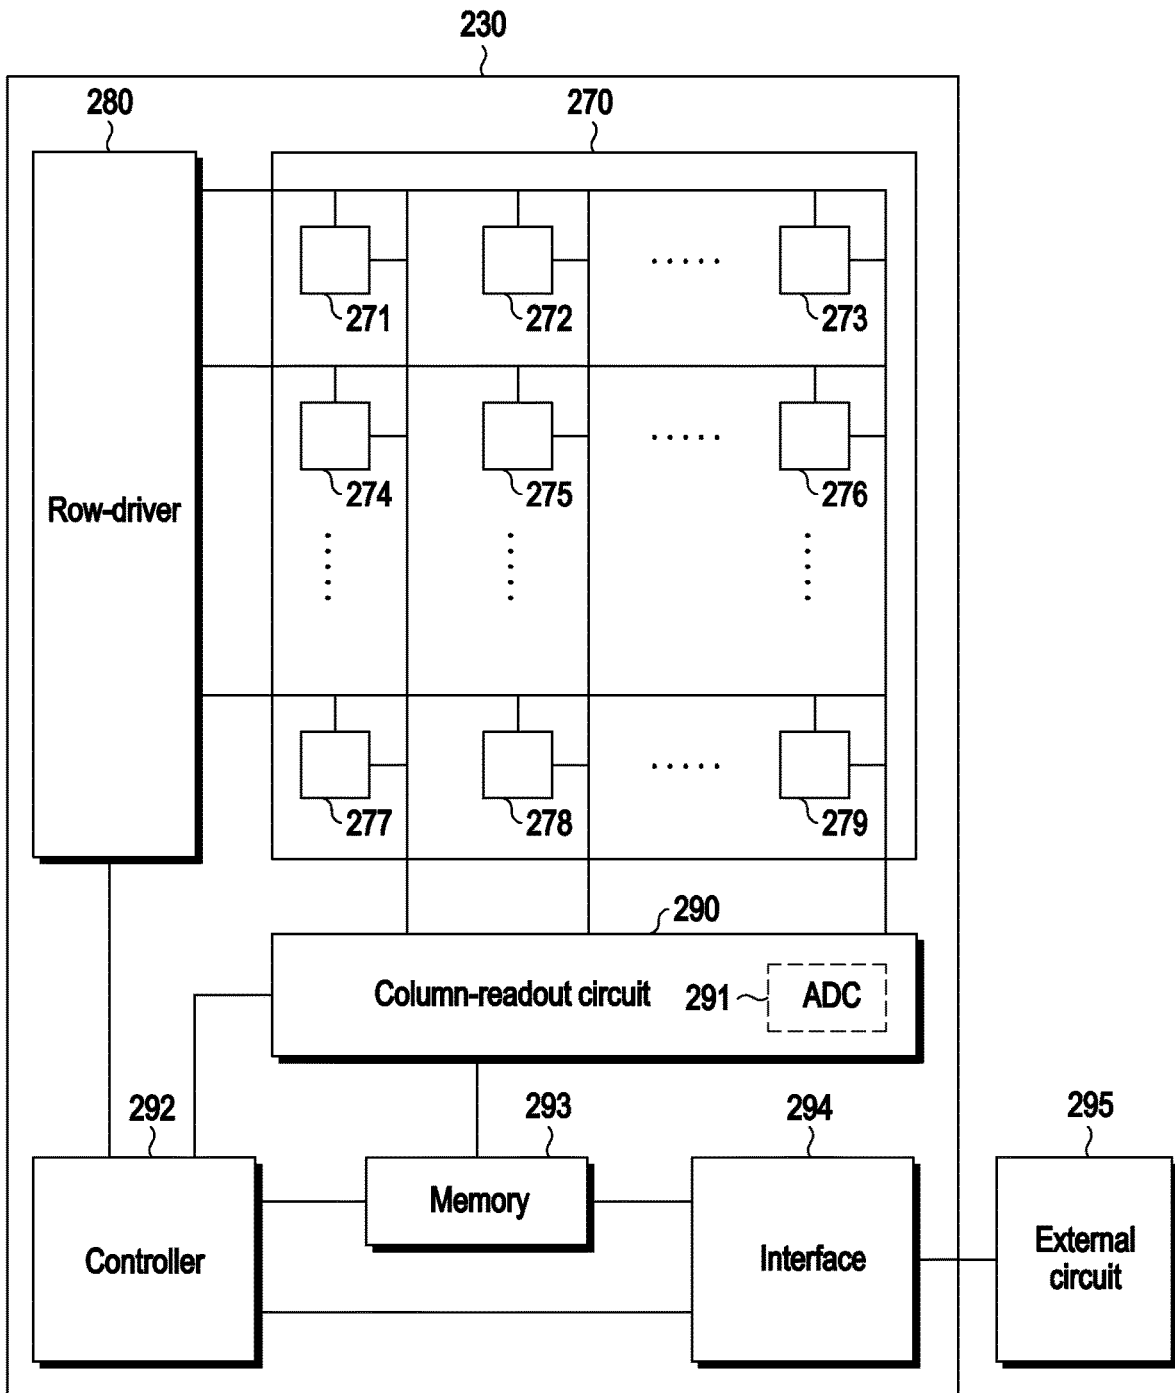 230
280
270
271
272
273
274
275
276
Row-driver
277
278
279
290
Column-readout circuit
291
ADC
292
293
294
295
Memory
Controller
Interface
External
circuit